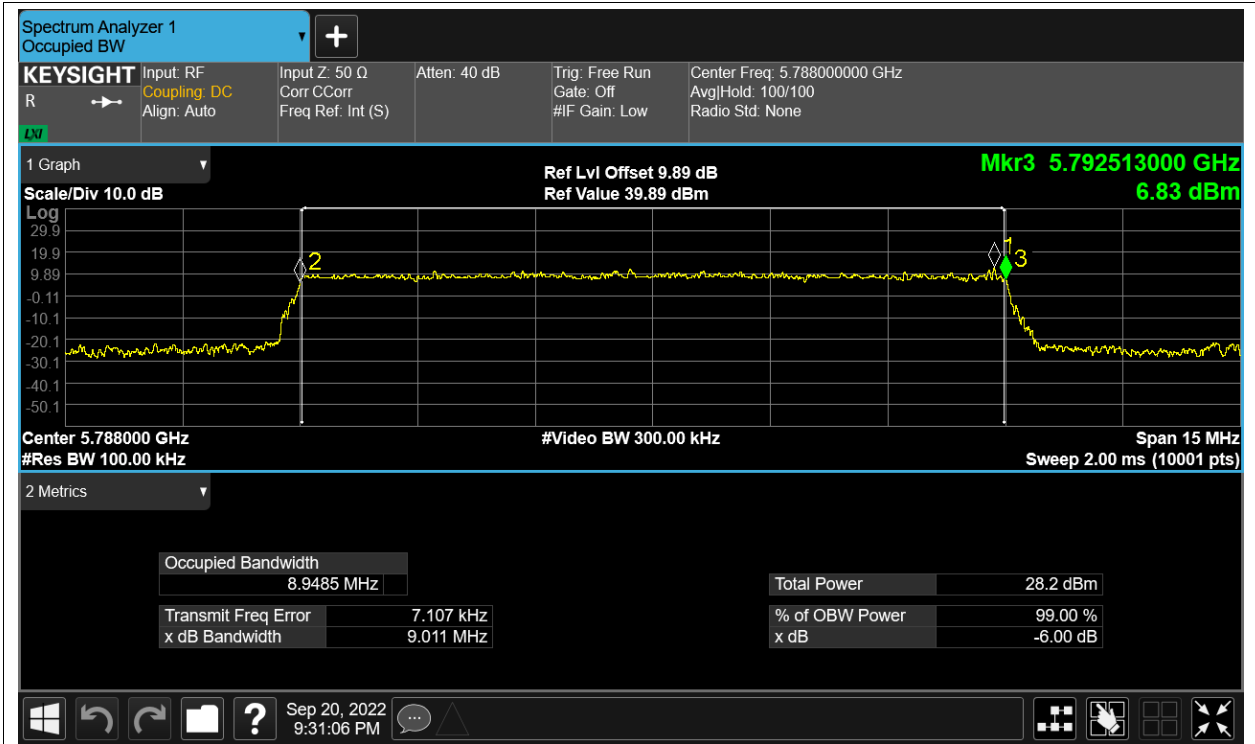 Spectrum Analyzer 1
Occupied BW
+
KEYSIGHT Input: RF Input Z: 50 Ω Atten: 40 dB Trig: Free Run Center Freq: 5.788000000 GHz
R Coupling: DC Corr CCorr Gate: Off Avg|Hold: 100/100
Align: Auto Freq Ref: Int (S) #IF Gain: Low Radio Std: None
LXI
1 Graph Ref Lvl Offset 9.89 dB Mkr3 5.792513000 GHz
Scale/Div 10.0 dB Ref Value 39.89 dBm 6.83 dBm
Log
29.9
19.9
9.89
-0.11
-10.1
-20.1
-30.1
-40.1
-50.1
2
1
3
Center 5.788000 GHz #Video BW 300.00 kHz Span 15 MHz
#Res BW 100.00 kHz Sweep 2.00 ms (10001 pts)
2 Metrics
Occupied Bandwidth
8.9485 MHz Total Power 28.2 dBm
Transmit Freq Error 7.107 kHz % of OBW Power 99.00 %
x dB Bandwidth 9.011 MHz x dB -6.00 dB
? Sep 20, 2022
9:31:06 PM